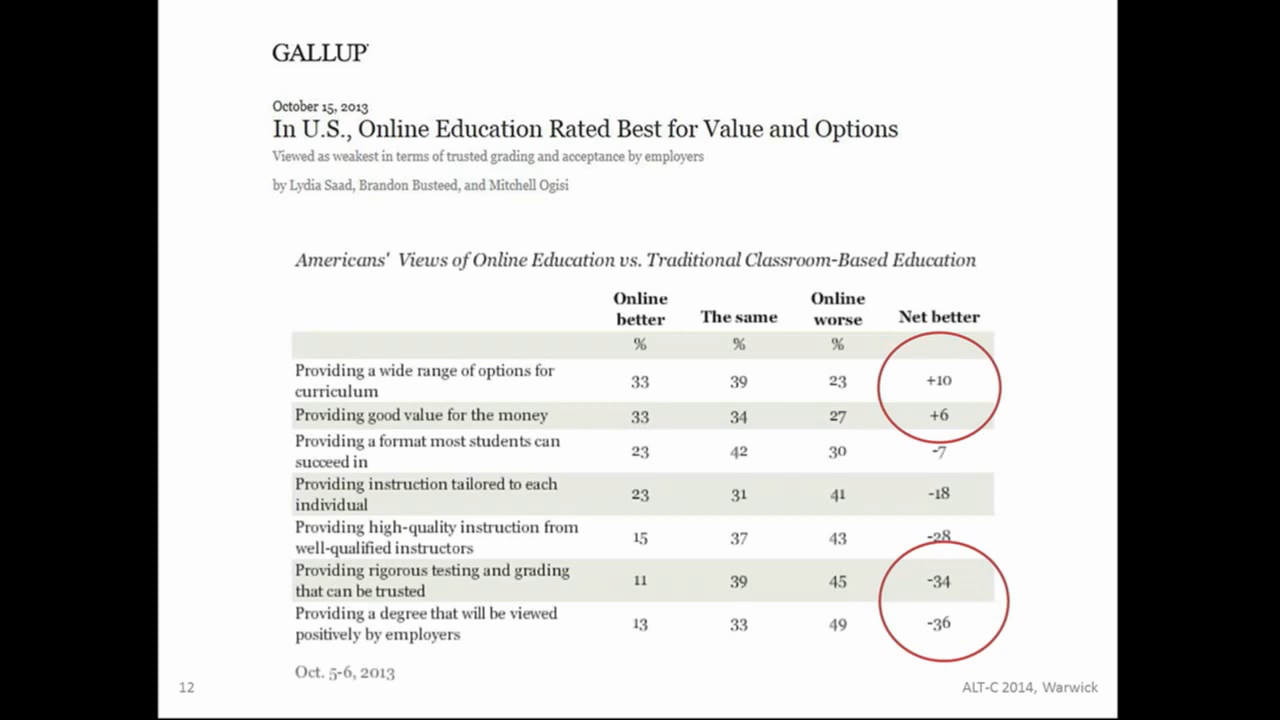 GALLUP
October 15, 2013
In U.S., Online Education Rated Best for Value and Options
Viewed as weakest in terms of trusted grading and acceptance by employers
by Lydia Saad, Brandon Busteed, and Mitchell Ogisi
Americans' Views of Online Education vs. Traditional Classroom-Based Education
Online better The same Online worse Net better
% % %
Providing a wide range of options for curriculum 33 39 23 +10
Providing good value for the money 33 34 27 +6
Providing a format most students can succeed in 23 42 30 -7
Providing instruction tailored to each individual 23 31 41 -18
Providing high-quality instruction from well-qualified instructors 15 37 43 -28
Providing rigorous testing and grading that can be trusted 11 39 45 -34
Providing a degree that will be viewed positively by employers 13 33 49 -36
Oct. 5-6, 2013
12 ALT-C 2014, Warwick